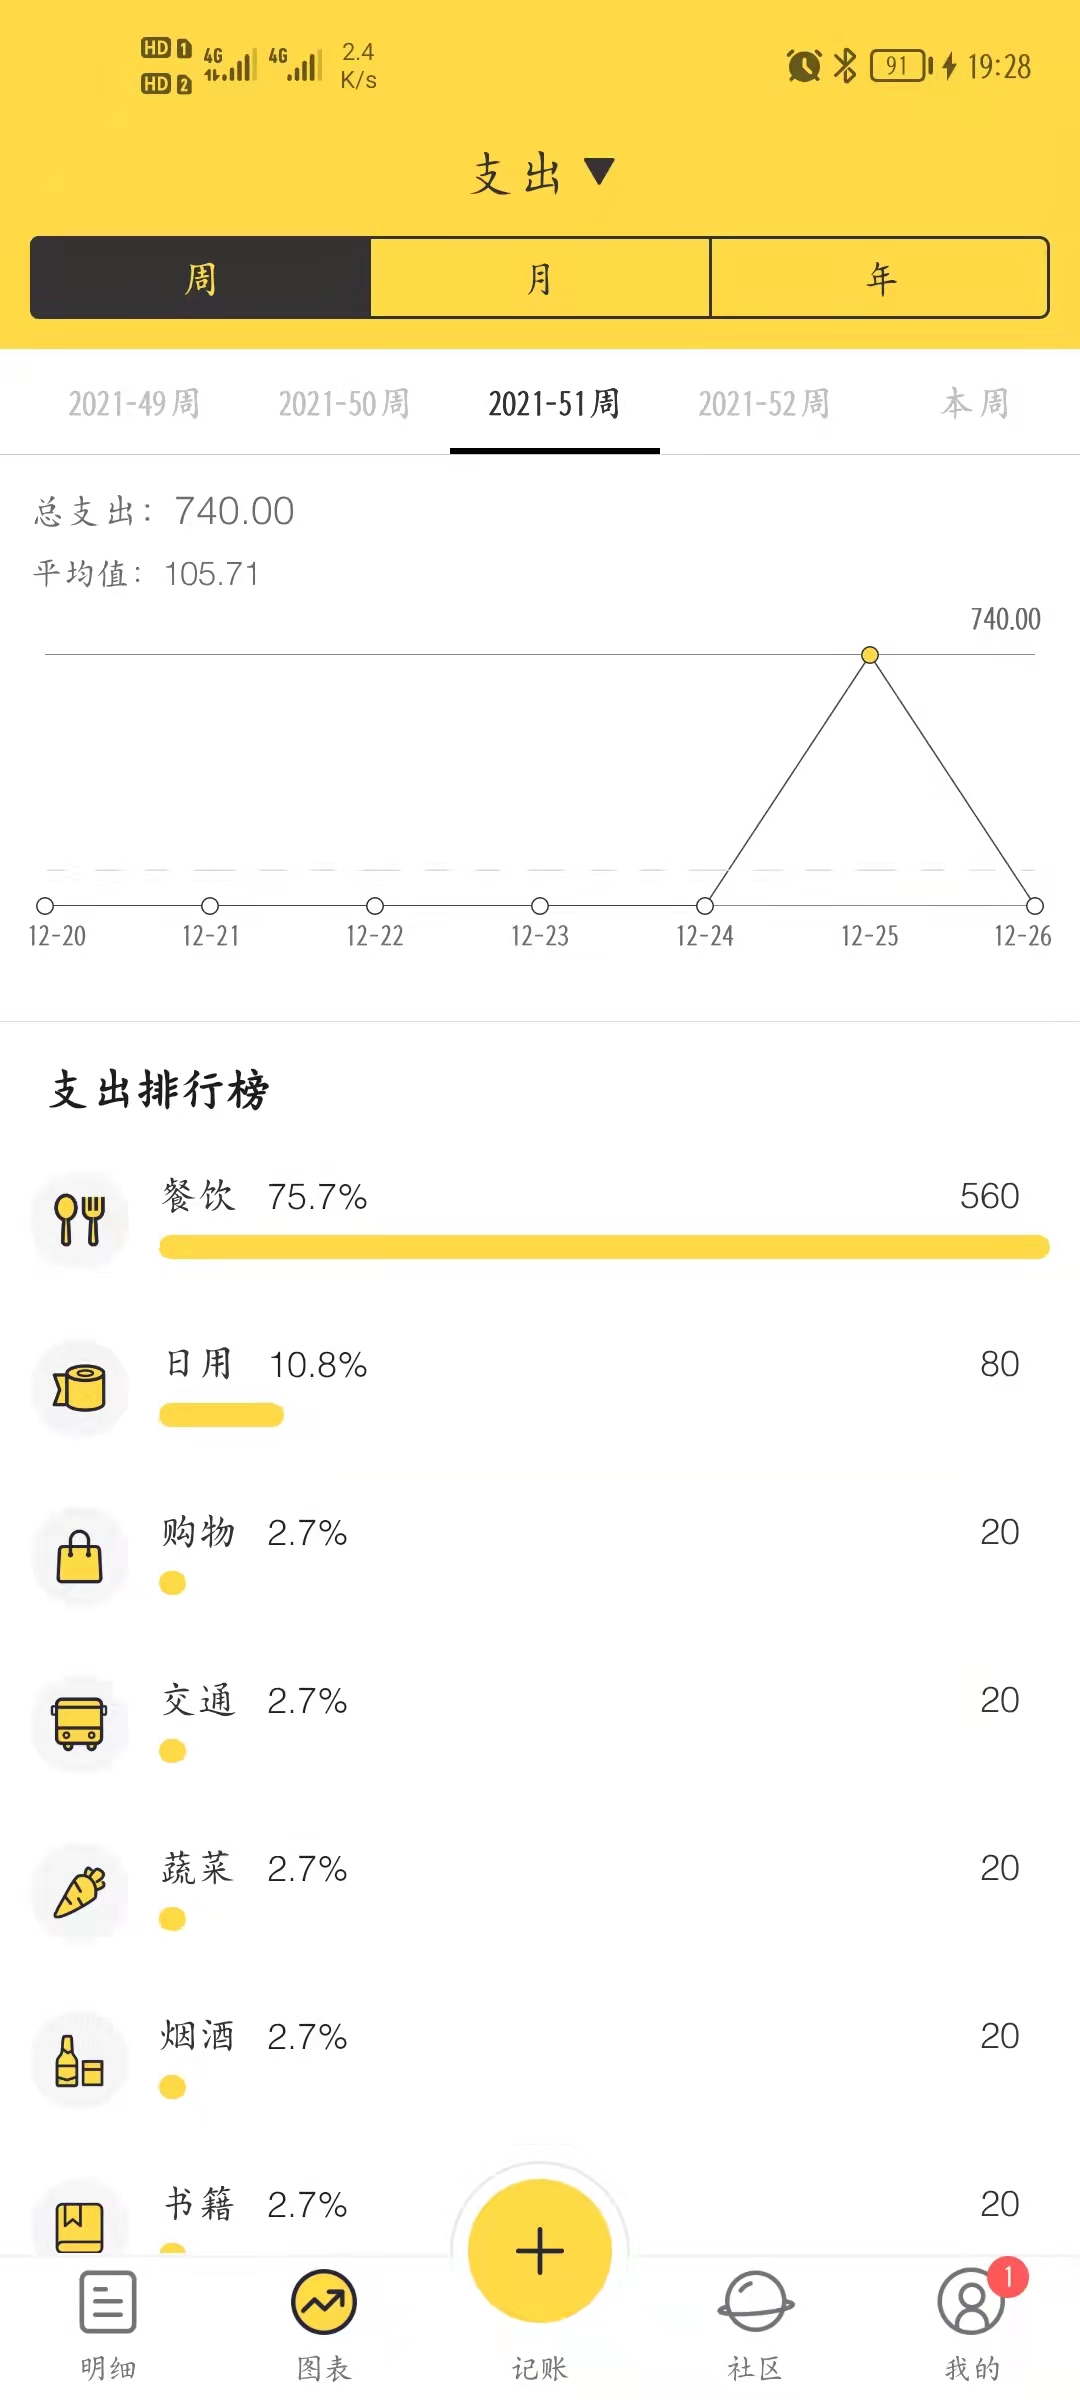 HD 1 4G 4G 2.4
HD 2 K/s
91 19:28
支出
周 月 年
2021-49周 2021-50周 2021-51周 2021-52周 本周
总支出： 740.00
平均值： 105.71
740.00
12-20 12-21 12-22 12-23 12-24 12-25 12-26
支出排行榜
餐饮 75.7% 560
日用 10.8% 80
购物 2.7% 20
交通 2.7% 20
蔬菜 2.7% 20
烟酒 2.7% 20
书籍 2.7% 20
1
明细 图表 记账 社区 我的